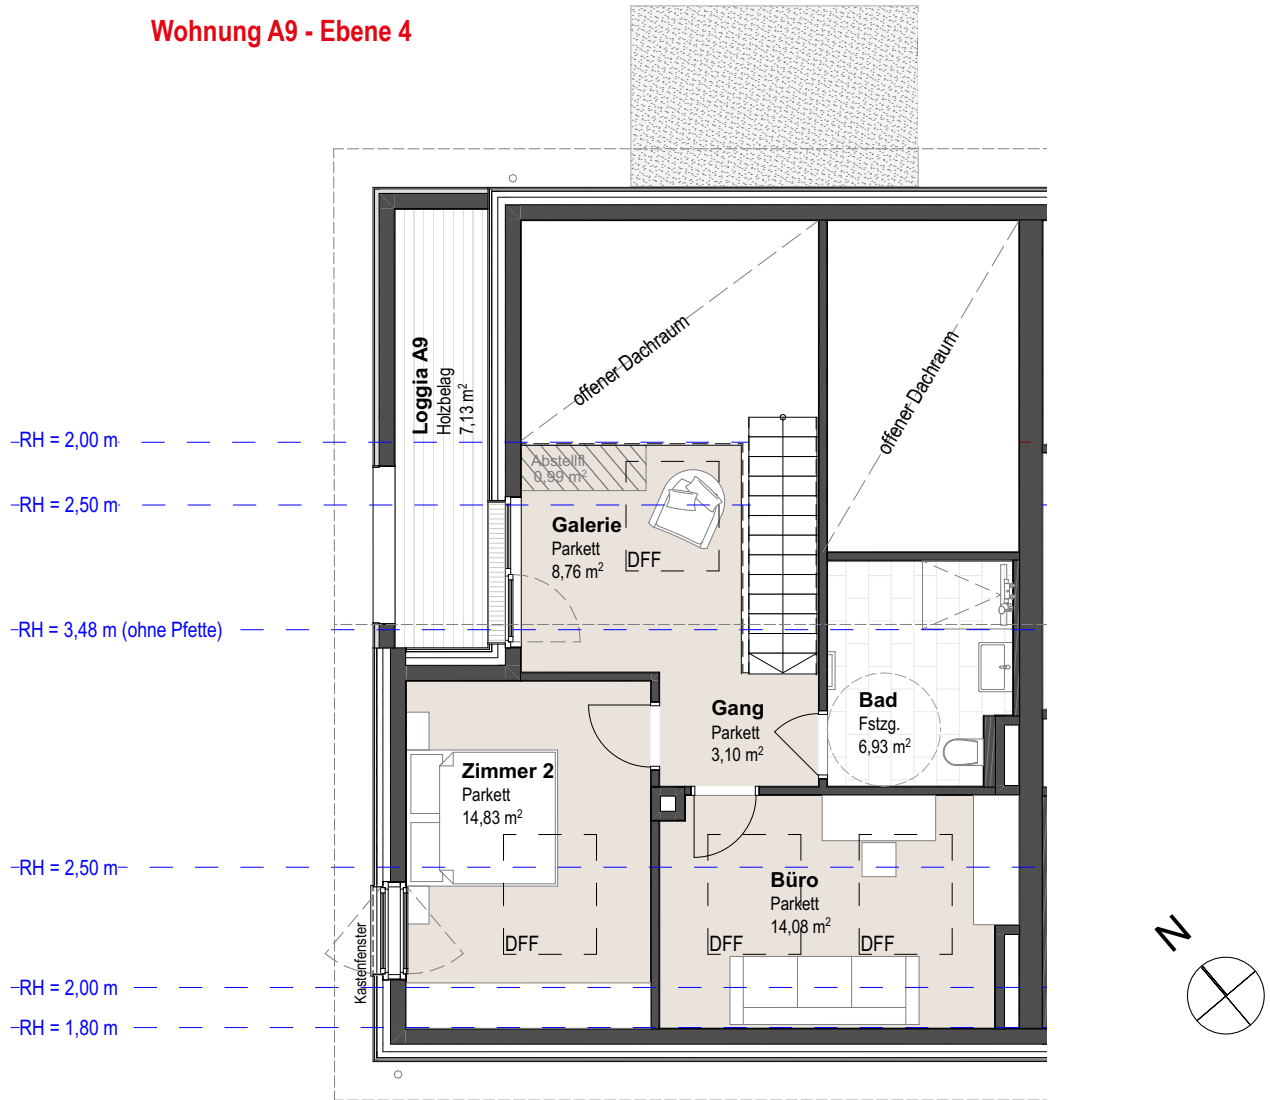 Wohnung A9 - Ebene 4
offener Dachraum
offener Dachraum
Loggia A9
Holzbelag
7,13 m²
RH = 2,00 m
Abstellfl.
0,99 m²
RH = 2,50 m
Galerie
Parkett
8,76 m²
DFF
RH = 3,48 m (ohne Pfette)
Gang
Parkett
3,10 m²
Bad
Fstzg.
6,93 m²
Zimmer 2
Parkett
14,83 m²
RH = 2,50 m
Büro
Parkett
14,08 m²
DFF
DFF
DFF
Kastenfenster
N
RH = 2,00 m
RH = 1,80 m